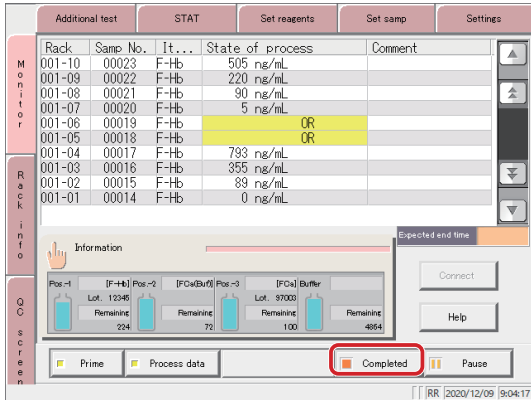 Additional test STAT Set reagents Set samp Settings
Monitor
Rack info
QC screen
Rack Samp No. It... State of process Comment
001-10 00023 F-Hb 505 ng/mL
001-09 00022 F-Hb 220 ng/mL
001-08 00021 F-Hb 90 ng/mL
001-07 00020 F-Hb 5 ng/mL
001-06 00019 F-Hb OR
001-05 00018 F-Hb OR
001-04 00017 F-Hb 793 ng/mL
001-03 00016 F-Hb 355 ng/mL
001-02 00015 F-Hb 89 ng/mL
001-01 00014 F-Hb 0 ng/mL
Expected end time
Information
Pos.-1 [F-Hb] Pos.-2 [FCa(Buf)] Pos.-3 [FCa] Buffer
Lot. 12345 Lot. 97003
Remaining Remaining Remaining Remaining
224 72 100 4864
Connect
Help
Prime Process data Completed Pause
RR 2020/12/09 9:04:17